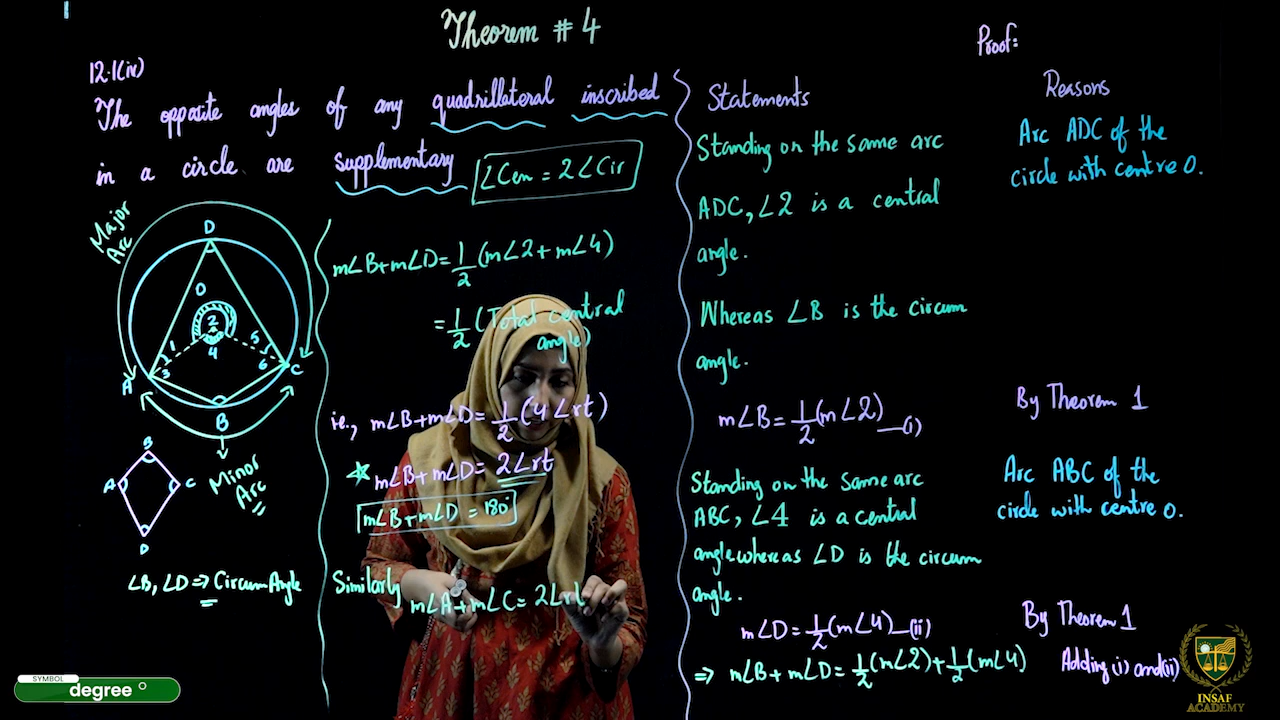 Theorem # 4
12.1(iv)
The opposite angles of any quadrillateral inscribed
in a circle are supplementary
∠Cen = 2∠Cir
Major
Arc
D
O
2
1
5
4
3
6
A
C
B
Minor
Arc
B
A
C
D
∠B, ∠D ⇒ Circum Angle
m∠B+m∠D = 1/2 (m∠2 + m∠4)
= 1/2 (Total central
angle)
i.e., m∠B+m∠D = 1/2 (4∠rt)
☆ m∠B+m∠D = 2∠rt
m∠B+m∠D = 180°
Similarly
m∠A+m∠C = 2∠rt
Proof:
Statements
Reasons
Standing on the same arc
ADC, ∠2 is a central
angle.
Arc ADC of the
circle with centre O.
Whereas ∠B is the circum
angle.
m∠B = 1/2 (m∠2) —(i)
By Theorem 1
Standing on the same arc
ABC, ∠4 is a central
angle whereas ∠D is the circum
angle.
Arc ABC of the
circle with centre O.
m∠D = 1/2 (m∠4) —(ii)
By Theorem 1
⇒ m∠B + m∠D = 1/2 (m∠2) + 1/2 (m∠4)
Adding (i) and (ii)
SYMBOL
degree °
INSAF
ACADEMY